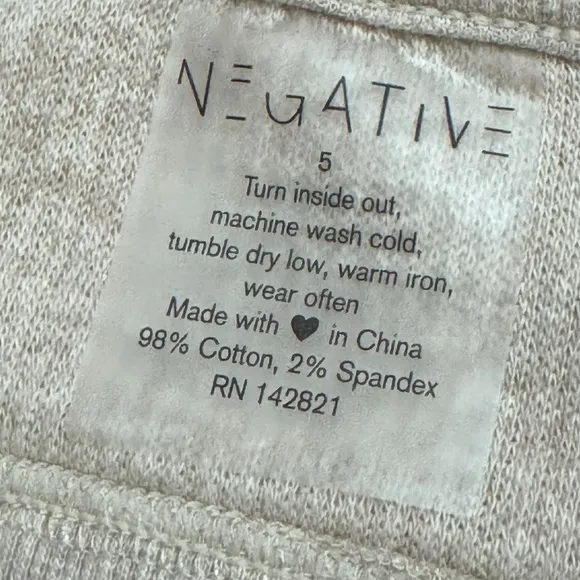 NEGATIVE
5
Turn inside out,
machine wash cold,
tumble dry low, warm iron,
wear often
Made with ♥ in China
98% Cotton, 2% Spandex
RN 142821